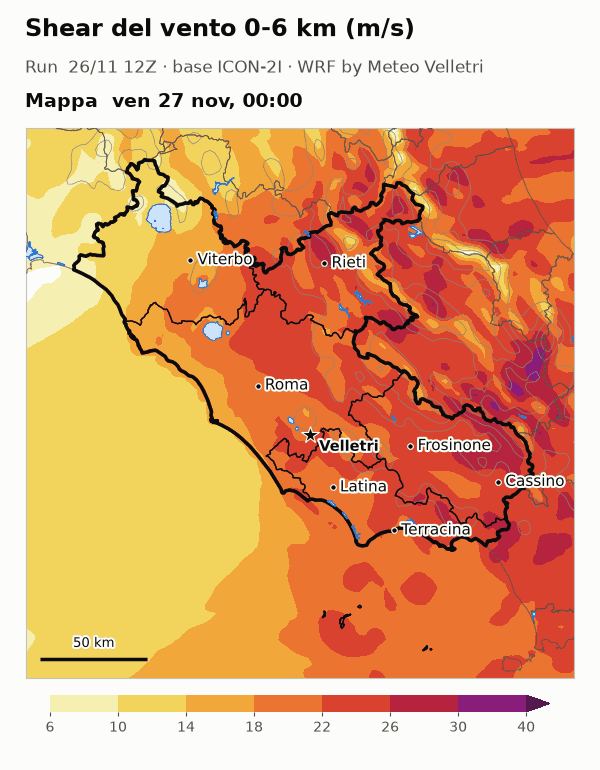 Shear del vento 0-6 km (m/s)
Run  26/11 12Z · base ICON-2I · WRF by Meteo Velletri
Mappa  ven 27 nov, 00:00
Viterbo
Rieti
Roma
Velletri
Frosinone
Latina
Cassino
Terracina
50 km
6 10 14 18 22 26 30 40